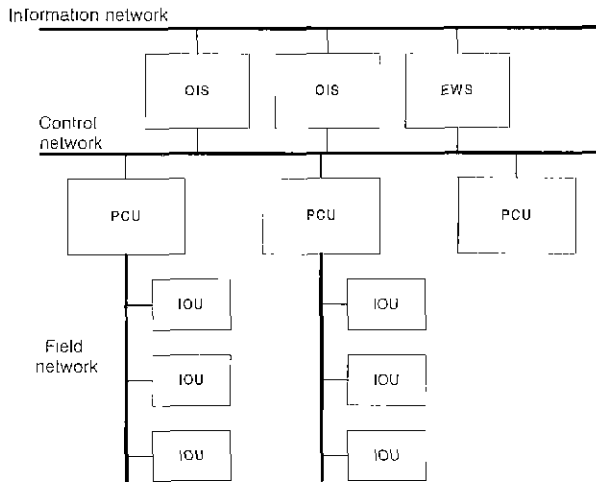 Information network
OIS
OIS
EWS
Control
network
PCU
PCU
PCU
IOU
IOU
Field
network
IOU
IOU
IOU
IOU